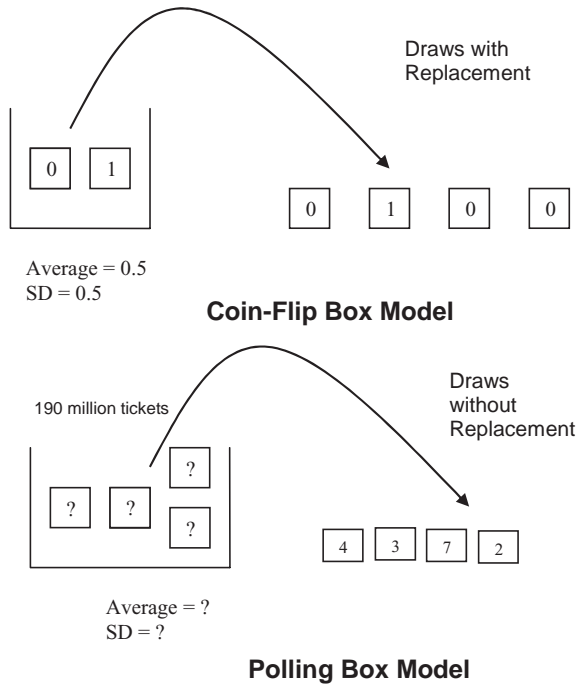 Draws with
Replacement
0 1
0 1 0 0
Average = 0.5
SD = 0.5
Coin-Flip Box Model
Draws
without
Replacement
190 million tickets
?
? ?
?
4 3 7 2
Average = ?
SD = ?
Polling Box Model